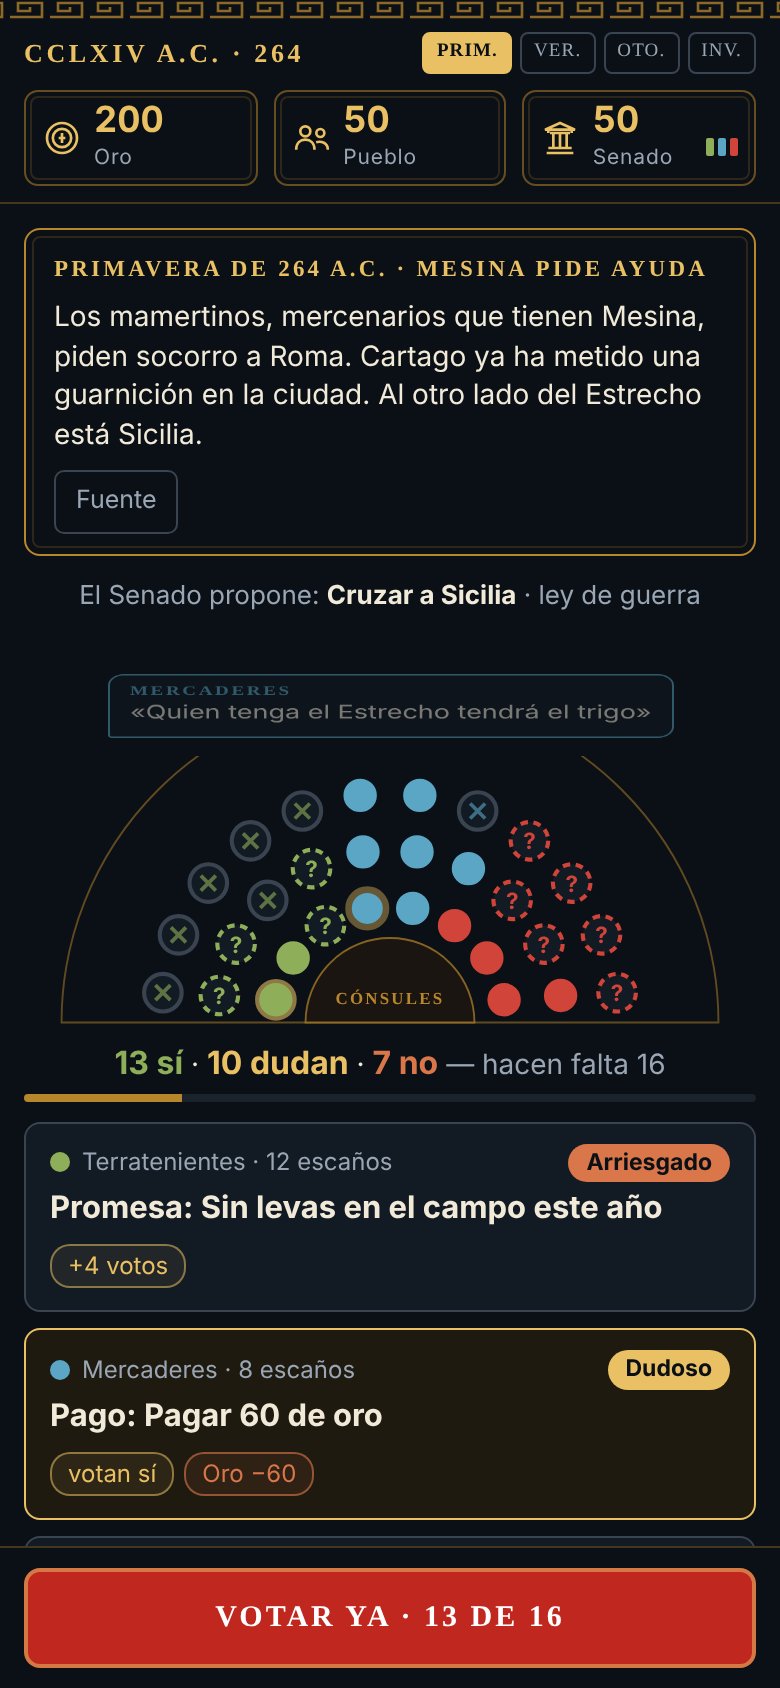 CCLXIV A.C. · 264
PRIM.
VER.
OTO.
INV.
200
Oro
50
Pueblo
50
Senado
PRIMAVERA DE 264 A.C. · MESINA PIDE AYUDA
Los mamertinos, mercenarios que tienen Mesina,
piden socorro a Roma. Cartago ya ha metido una
guarnición en la ciudad. Al otro lado del Estrecho
está Sicilia.
Fuente
El Senado propone: Cruzar a Sicilia · ley de guerra
MERCADERES
«Quien tenga el Estrecho tendrá el trigo»
? ? ? ? ? ? ? ? ? ?
CÓNSULES
13 sí · 10 dudan · 7 no — hacen falta 16
Terratenientes · 12 escaños
Arriesgado
Promesa: Sin levas en el campo este año
+4 votos
Mercaderes · 8 escaños
Dudoso
Pago: Pagar 60 de oro
votan sí
Oro −60
VOTAR YA · 13 DE 16